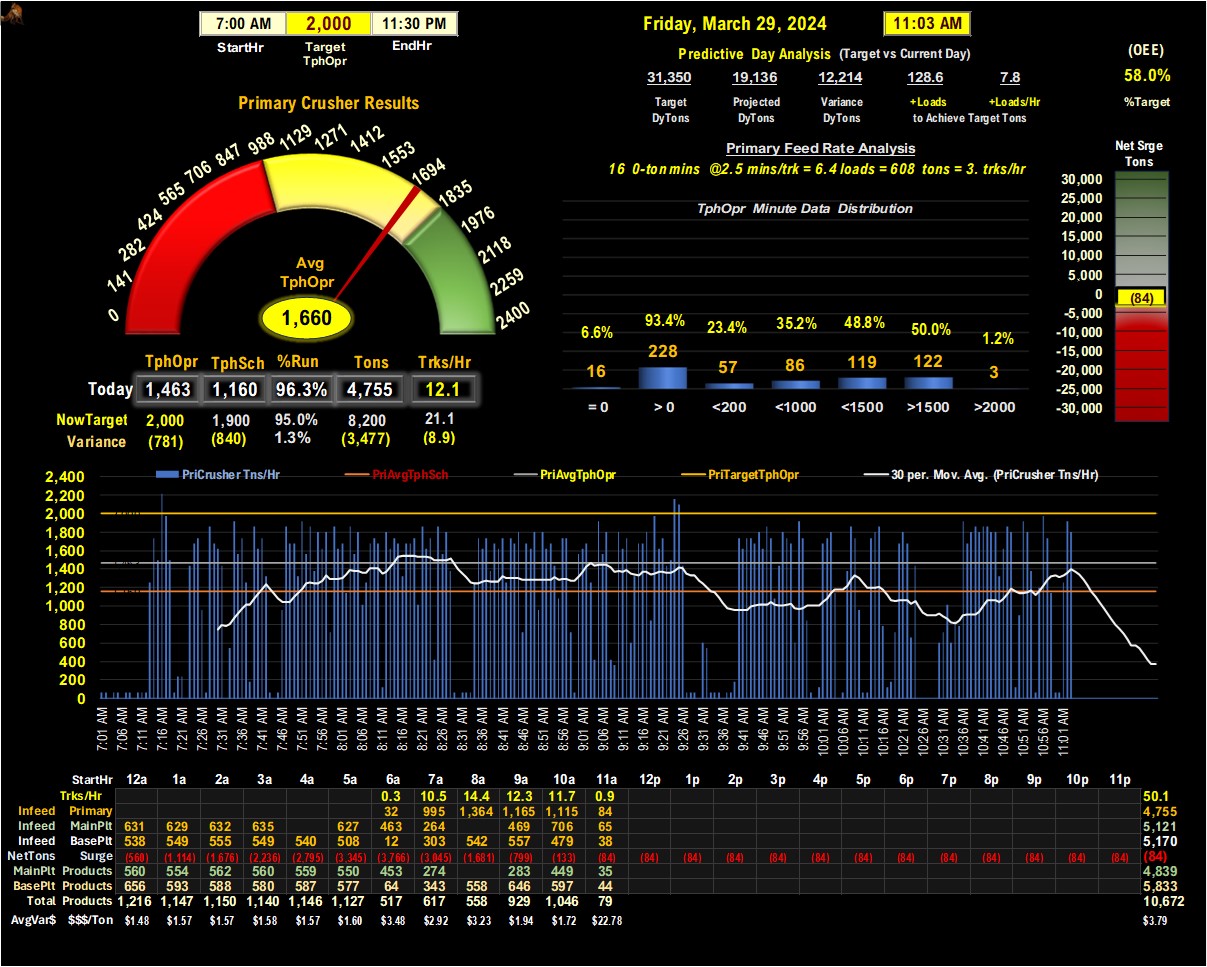 7:00 AM 2,000 11:30 PM
StartHr Target TphOpr EndHr
Friday, March 29, 2024 11:03 AM
Predictive Day Analysis (Target vs Current Day)
31,350 19,136 12,214 128.6 7.8
Target DyTons Projected DyTons Variance DyTons +Loads +Loads/Hr
to Achieve Target Tons
(OEE)
58.0%
%Target
Primary Crusher Results
0 141 282 424 565 706 847 988 1129 1271 1412 1553 1694 1835 1976 2118 2259 2400
Avg
TphOpr
1,660
Primary Feed Rate Analysis
16 0-ton mins @2.5 mins/trk = 6.4 loads = 608 tons = 3. trks/hr
TphOpr Minute Data Distribution
6.6% 93.4% 23.4% 35.2% 48.8% 50.0% 1.2%
16 228 57 86 119 122 3
= 0 > 0 <200 <1000 <1500 >1500 >2000
Net Srge
Tons
30,000
25,000
20,000
15,000
10,000
5,000
0
(84)
-5,000
-10,000
-15,000
-20,000
-25,000
-30,000
TphOpr TphSch %Run Tons Trks/Hr
Today 1,463 1,160 96.3% 4,755 12.1
NowTarget 2,000 1,900 95.0% 8,200 21.1
Variance (781) (840) 1.3% (3,477) (8.9)
PriCrusher Tns/Hr PriAvgTphSch PriAvgTphOpr PriTargetTphOpr 30 per. Mov. Avg. (PriCrusher Tns/Hr)
2,400
2,200
2,000
1,800
1,600
1,400
1,200
1,000
800
600
400
200
0
7:01 AM 7:06 AM 7:11 AM 7:16 AM 7:21 AM 7:26 AM 7:31 AM 7:36 AM 7:41 AM 7:46 AM 7:51 AM 7:56 AM 8:01 AM 8:06 AM 8:11 AM 8:16 AM 8:21 AM 8:26 AM 8:31 AM 8:36 AM 8:41 AM 8:46 AM 8:51 AM 8:56 AM 9:01 AM 9:06 AM 9:11 AM 9:16 AM 9:21 AM 9:26 AM 9:31 AM 9:36 AM 9:41 AM 9:46 AM 9:51 AM 9:56 AM 10:01 AM 10:06 AM 10:11 AM 10:16 AM 10:21 AM 10:26 AM 10:31 AM 10:36 AM 10:41 AM 10:46 AM 10:51 AM 10:56 AM 11:01 AM
StartHr 12a 1a 2a 3a 4a 5a 6a 7a 8a 9a 10a 11a 12p 1p 2p 3p 4p 5p 6p 7p 8p 9p 10p 11p
Trks/Hr 0.3 10.5 14.4 12.3 11.7 0.9 50.1
Infeed Primary 32 995 1,364 1,165 1,115 84 4,755
Infeed MainPlt 631 629 632 635 627 463 264 469 706 65 5,121
Infeed BasePlt 538 549 555 549 540 508 12 303 542 557 479 38 5,170
NetTons Surge (560) (1,114) (1,676) (2,236) (2,795) (3,345) (3,766) (3,045) (1,681) (799) (133) (84) (84) (84) (84) (84) (84) (84) (84) (84) (84) (84) (84) (84) (84)
MainPlt Products 560 554 562 560 559 550 453 274 283 449 35 4,839
BasePlt Products 656 593 588 580 587 577 64 343 558 646 597 44 5,833
Total Products 1,216 1,147 1,150 1,140 1,146 1,127 517 617 558 929 1,046 79 10,672
AvgVar$ $$$/Ton $1.48 $1.57 $1.57 $1.58 $1.57 $1.60 $3.48 $2.92 $3.23 $1.94 $1.72 $22.78 $3.79